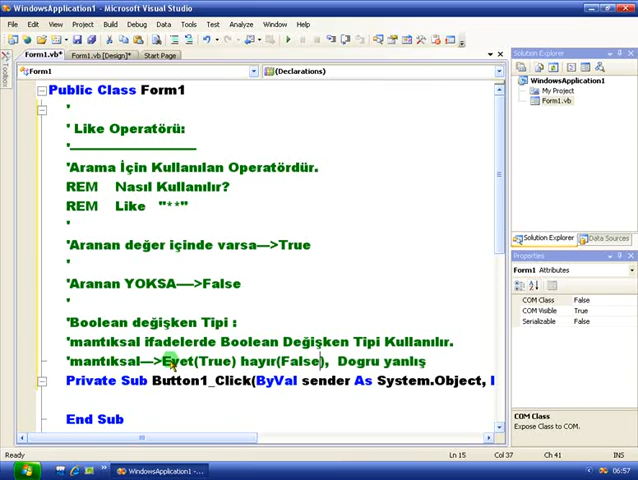 WindowsApplication1 - Microsoft Visual Studio
File Edit View Project Build Debug Data Tools Test Analyze Window Community Help
Form1.vb* Form1.vb [Design]* Start Page
Toolbox
Form1 (Declarations)
Public Class Form1
'
' Like Operatörü:
'
'Arama İçin Kullanılan Operatördür.
REM Nasıl Kullanılır?
REM Like "**"
'
'Aranan değer içinde varsa--->True
'
'Aranan YOKSA--->False
'
'Boolean değişken Tipi :
'mantıksal ifadelerde Boolean Değişken Tipi Kullanılır.
'mantıksal--->Evet(True) hayır(False), Dogru yanlış
Private Sub Button1_Click(ByVal sender As System.Object,
End Sub
Solution Explorer
WindowsApplication1
My Project
Form1.vb
Solution Explorer Data Sources
Properties
Form1 Attributes
COM Class False
COM Visible True
Serializable False
COM Class
Expose Class to COM.
Ready Ln 15 Col 37 Ch 41 INS
WindowsApplication1 -... 06:57